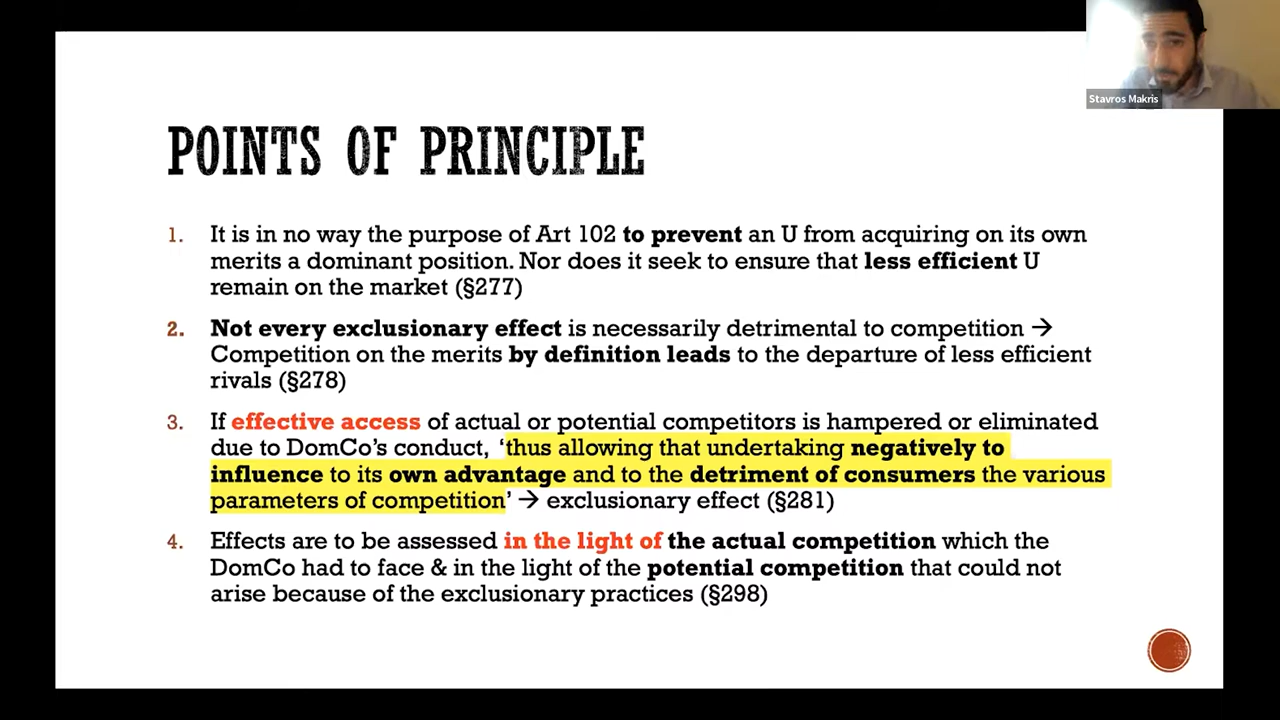 Stavros Makris
POINTS OF PRINCIPLE
1. It is in no way the purpose of Art 102 to prevent an U from acquiring on its own
merits a dominant position. Nor does it seek to ensure that less efficient U
remain on the market (§277)
2. Not every exclusionary effect is necessarily detrimental to competition →
Competition on the merits by definition leads to the departure of less efficient
rivals (§278)
3. If effective access of actual or potential competitors is hampered or eliminated
due to DomCo’s conduct, ‘thus allowing that undertaking negatively to
influence to its own advantage and to the detriment of consumers the various
parameters of competition’ → exclusionary effect (§281)
4. Effects are to be assessed in the light of the actual competition which the
DomCo had to face & in the light of the potential competition that could not
arise because of the exclusionary practices (§298)